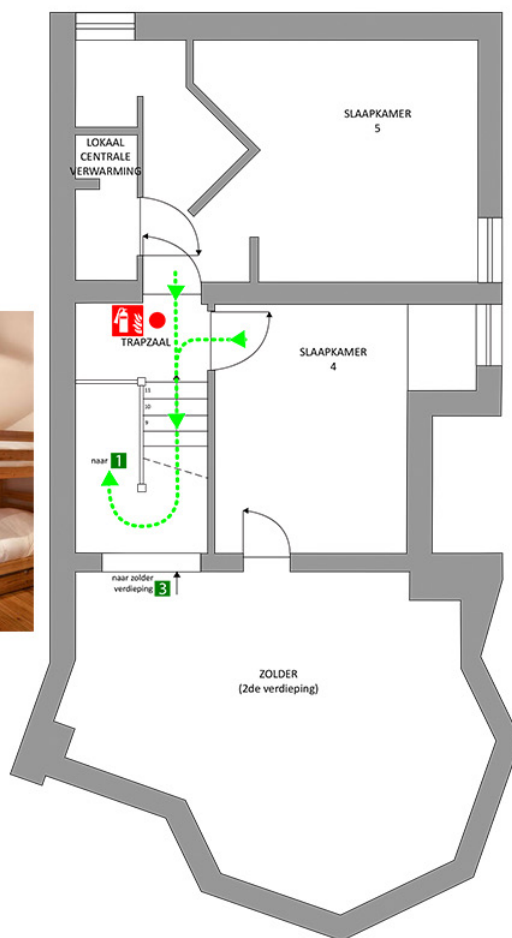 SLAAPKAMER
5
LOKAAL
CENTRALE
VERWARMING
TRAPZAAL
SLAAPKAMER
4
11
10
9
naar 1
naar zolder
verdieping 3
ZOLDER
(2de verdieping)